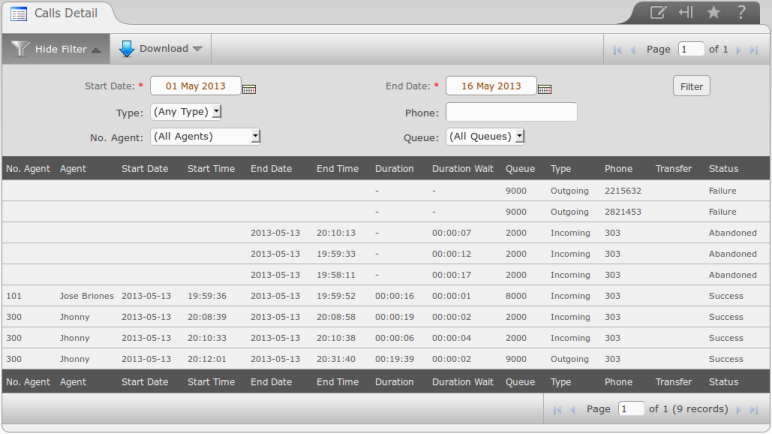 Calls Detail ?
Hide Filter Download Page 1 of 1
Start Date: * 01 May 2013 End Date: * 16 May 2013 Filter
Type: (Any Type) Phone:
No. Agent: (All Agents) Queue: (All Queues)
No. Agent Agent Start Date Start Time End Date End Time Duration Duration Wait Queue Type Phone Transfer Status
- - 9000 Outgoing 2215632 Failure
- - 9000 Outgoing 2821453 Failure
2013-05-13 20:10:13 - 00:00:07 2000 Incoming 303 Abandoned
2013-05-13 19:59:33 - 00:00:12 2000 Incoming 303 Abandoned
2013-05-13 19:58:11 - 00:00:17 2000 Incoming 303 Abandoned
101 Jose Briones 2013-05-13 19:59:36 2013-05-13 19:59:52 00:00:16 00:00:01 8000 Incoming 303 Success
300 Jhonny 2013-05-13 20:08:39 2013-05-13 20:08:58 00:00:19 00:00:02 2000 Incoming 303 Success
300 Jhonny 2013-05-13 20:10:33 2013-05-13 20:10:38 00:00:06 00:00:04 2000 Incoming 303 Success
300 Jhonny 2013-05-13 20:12:01 2013-05-13 20:31:40 00:19:39 00:00:02 9000 Outgoing 303 Success
No. Agent Agent Start Date Start Time End Date End Time Duration Duration Wait Queue Type Phone Transfer Status
Page 1 of 1 (9 records)